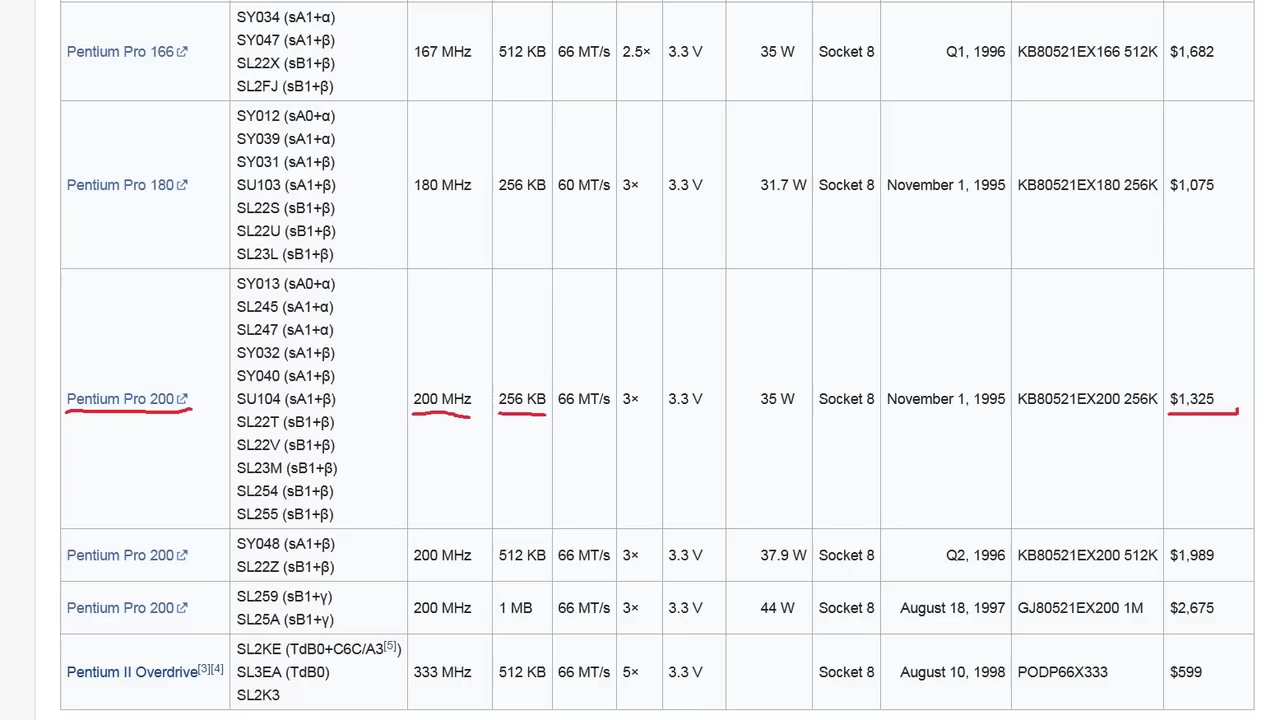 Pentium Pro 166 SY034 (sA1+α) 167 MHz 512 KB 66 MT/s 2.5× 3.3 V 35 W Socket 8 Q1, 1996 KB80521EX166 512K $1,682
SY047 (sA1+β)
SL22X (sB1+β)
SL2FJ (sB1+β)
Pentium Pro 180 SY012 (sA0+α) 180 MHz 256 KB 60 MT/s 3× 3.3 V 31.7 W Socket 8 November 1, 1995 KB80521EX180 256K $1,075
SY039 (sA1+α)
SY031 (sA1+β)
SU103 (sA1+β)
SL22S (sB1+β)
SL22U (sB1+β)
SL23L (sB1+β)
Pentium Pro 200 SY013 (sA0+α) 200 MHz 256 KB 66 MT/s 3× 3.3 V 35 W Socket 8 November 1, 1995 KB80521EX200 256K $1,325
SL245 (sA1+α)
SL247 (sA1+α)
SY032 (sA1+β)
SY040 (sA1+β)
SU104 (sA1+β)
SL22T (sB1+β)
SL22V (sB1+β)
SL23M (sB1+β)
SL254 (sB1+β)
SL255 (sB1+β)
Pentium Pro 200 SY048 (sA1+β) 200 MHz 512 KB 66 MT/s 3× 3.3 V 37.9 W Socket 8 Q2, 1996 KB80521EX200 512K $1,989
SL22Z (sB1+β)
Pentium Pro 200 SL259 (sB1+γ) 200 MHz 1 MB 66 MT/s 3× 3.3 V 44 W Socket 8 August 18, 1997 GJ80521EX200 1M $2,675
SL25A (sB1+γ)
Pentium II Overdrive[3][4] SL2KE (TdB0+C6C/A3[5]) 333 MHz 512 KB 66 MT/s 5× 3.3 V Socket 8 August 10, 1998 PODP66X333 $599
SL3EA (TdB0)
SL2K3